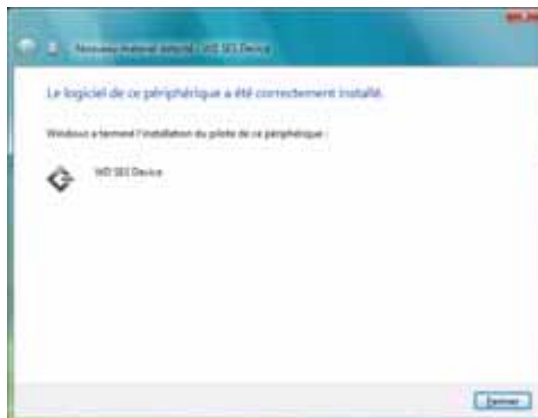 Nouveau matériel détecté - WD SES Device
Le logiciel de ce périphérique a été correctement installé.
Windows a terminé l'installation du pilote de ce périphérique :
WD SES Device
Fermer